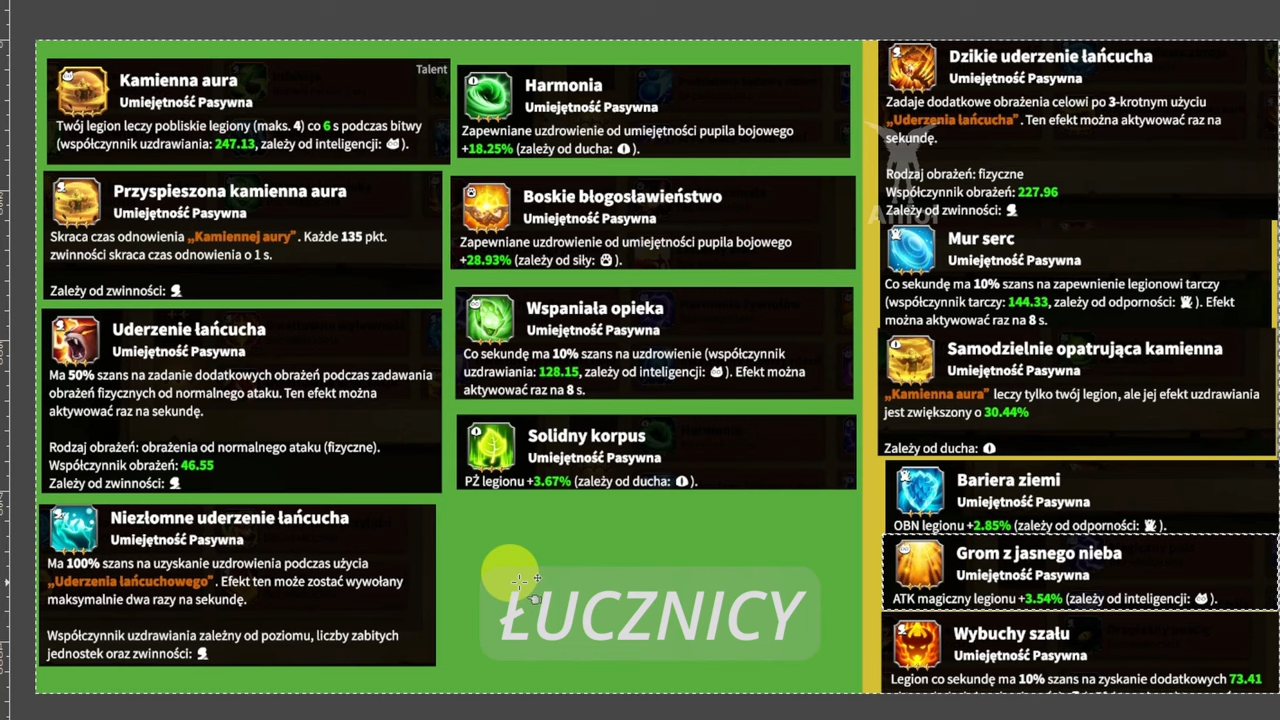 Kamienna aura
Talent
Umiejętność Pasywna
Twój legion leczy pobliskie legiony (maks. 4) co 6 s podczas bitwy
(współczynnik uzdrawiania: 247.13, zależy od inteligencji: ).
Przyspieszona kamienna aura
Umiejętność Pasywna
Skraca czas odnowienia „Kamiennej aury”. Każde 135 pkt.
zwinności skraca czas odnowienia o 1 s.
Zależy od zwinności:
Uderzenie łańcucha
Umiejętność Pasywna
Ma 50% szans na zadanie dodatkowych obrażeń podczas zadawania
obrażeń fizycznych od normalnego ataku. Ten efekt można
aktywować raz na sekundę.
Rodzaj obrażeń: obrażenia od normalnego ataku (fizyczne).
Współczynnik obrażeń: 46.55
Zależy od zwinności:
Niezłomne uderzenie łańcucha
Umiejętność Pasywna
Ma 100% szans na uzyskanie uzdrowienia podczas użycia
„Uderzenia łańcuchowego”. Efekt ten może zostać wywołany
maksymalnie dwa razy na sekundę.
Współczynnik uzdrawiania zależny od poziomu, liczby zabitych
jednostek oraz zwinności:
Harmonia
Umiejętność Pasywna
Zapewniane uzdrowienie od umiejętności pupila bojowego
+18.25% (zależy od ducha: ).
Boskie błogosławieństwo
Umiejętność Pasywna
Zapewniane uzdrowienie od umiejętności pupila bojowego
+28.93% (zależy od siły: ).
Wspaniała opieka
Umiejętność Pasywna
Co sekundę ma 10% szans na uzdrowienie (współczynnik
uzdrawiania: 128.15, zależy od inteligencji: ). Efekt można
aktywować raz na 8 s.
Solidny korpus
Umiejętność Pasywna
PŻ legionu +3.67% (zależy od ducha: ).
ŁUCZNICY
Dzikie uderzenie łańcucha
Umiejętność Pasywna
Zadaje dodatkowe obrażenia celowi po 3-krotnym użyciu
„Uderzenia łańcucha”. Ten efekt można aktywować raz na
sekundę.
Rodzaj obrażeń: fizyczne
Współczynnik obrażeń: 227.96
Zależy od zwinności:
Mur serc
Umiejętność Pasywna
Co sekundę ma 10% szans na zapewnienie legionowi tarczy
(współczynnik tarczy: 144.33, zależy od odporności: ). Efekt
można aktywować raz na 8 s.
Samodzielnie opatrująca kamienna
Umiejętność Pasywna
„Kamienna aura” leczy tylko twój legion, ale jej efekt uzdrawiania
jest zwiększony o 30.44%
Zależy od ducha:
Bariera ziemi
Umiejętność Pasywna
OBN legionu +2.85% (zależy od odporności: ).
Grom z jasnego nieba
Umiejętność Pasywna
ATK magiczny legionu +3.54% (zależy od inteligencji: ).
Wybuchy szału
Umiejętność Pasywna
Legion co sekundę ma 10% szans na zyskanie dodatkowych 73.41